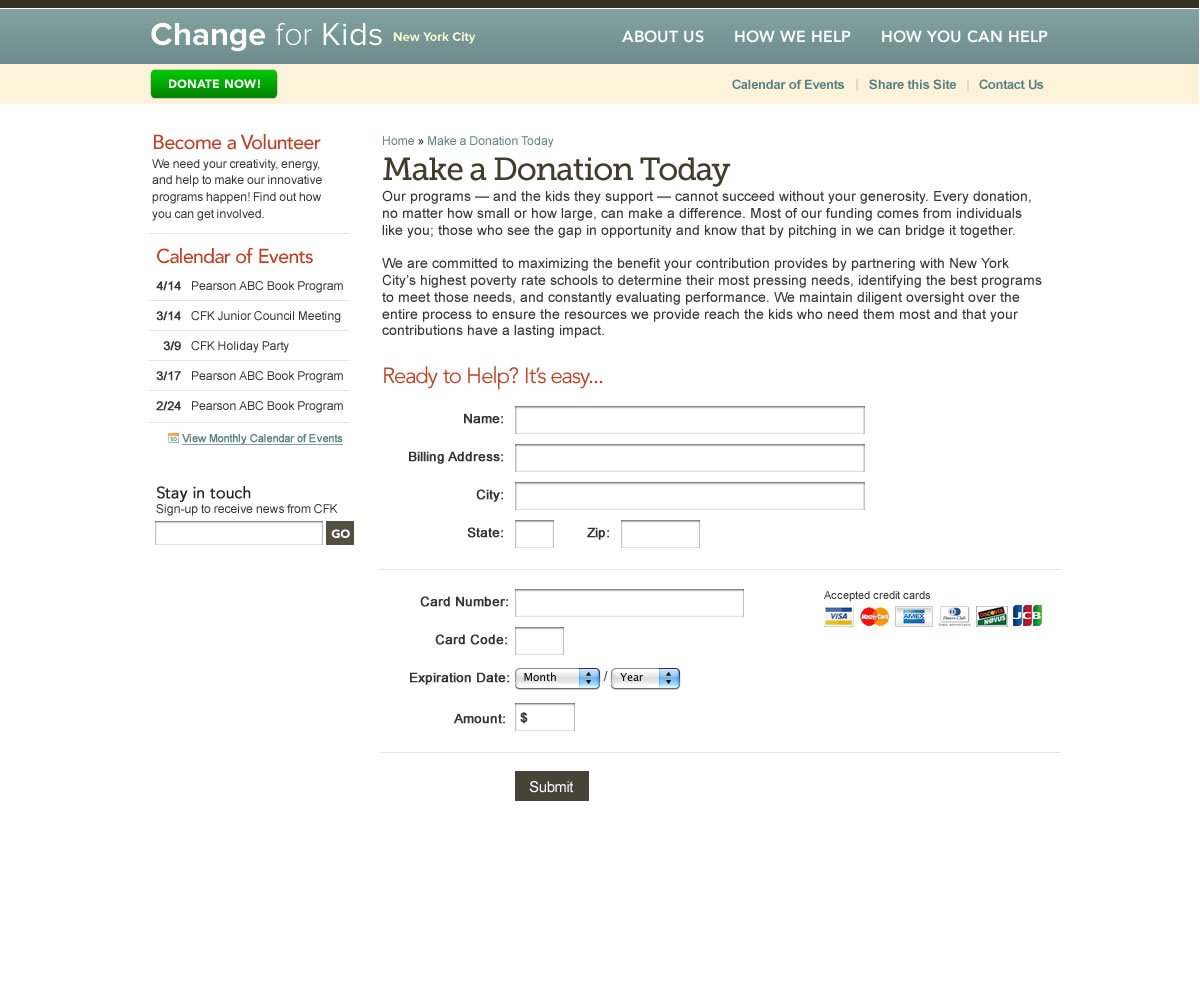 Change for Kids New York City
ABOUT US HOW WE HELP HOW YOU CAN HELP
DONATE NOW!
Calendar of Events | Share this Site | Contact Us
Become a Volunteer
We need your creativity, energy,
and help to make our innovative
programs happen! Find out how
you can get involved.
Calendar of Events
4/14 Pearson ABC Book Program
3/14 CFK Junior Council Meeting
3/9 CFK Holiday Party
3/17 Pearson ABC Book Program
2/24 Pearson ABC Book Program
View Monthly Calendar of Events
Stay in touch
Sign-up to receive news from CFK
GO
Home » Make a Donation Today
Make a Donation Today
Our programs — and the kids they support — cannot succeed without your generosity. Every donation,
no matter how small or how large, can make a difference. Most of our funding comes from individuals
like you; those who see the gap in opportunity and know that by pitching in we can bridge it together.
We are committed to maximizing the benefit your contribution provides by partnering with New York
City's highest poverty rate schools to determine their most pressing needs, identifying the best programs
to meet those needs, and constantly evaluating performance. We maintain diligent oversight over the
entire process to ensure the resources we provide reach the kids who need them most and that your
contributions have a lasting impact.
Ready to Help? It's easy...
Name:
Billing Address:
City:
State: Zip:
Card Number:
Accepted credit cards
VISA MasterCard AMEX Diners Club DISCOVER NOVUS JCB
Card Code:
Expiration Date: Month / Year
Amount: $
Submit